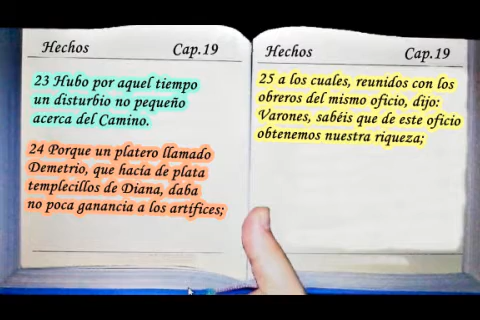 Hechos Cap.19
23 Hubo por aquel tiempo
un disturbio no pequeño
acerca del Camino.
24 Porque un platero llamado
Demetrio, que hacía de plata
templecillos de Diana, daba
no poca ganancia a los artífices;
Hechos Cap.19
25 a los cuales, reunidos con los
obreros del mismo oficio, dijo:
Varones, sabéis que de este oficio
obtenemos nuestra riqueza;